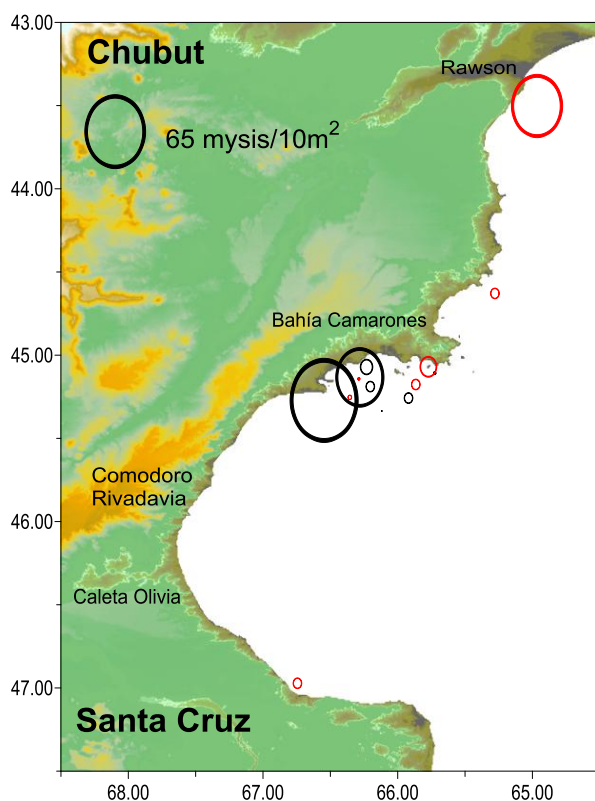 43.00
Chubut
Rawson
65 mysis/10m²
44.00
Bahía Camarones
45.00
Comodoro
Rivadavia
46.00
Caleta Olivia
47.00
Santa Cruz
68.00 67.00 66.00 65.00